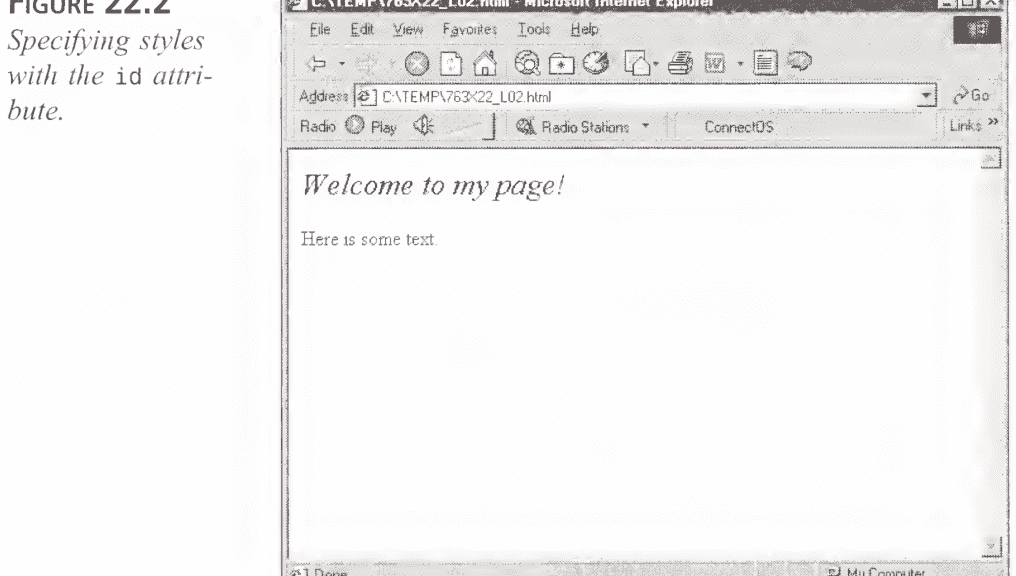 FIGURE 22.2
Specifying styles
with the id attri-
bute.
C:\TEMP\763X22_L02.html - Microsoft Internet Explorer
File Edit View Favorites Tools Help
Address C:\TEMP\763X22_L02.html Go
Radio Play Radio Stations ConnectOS Links »
Welcome to my page!
Here is some text.
Done My Computer